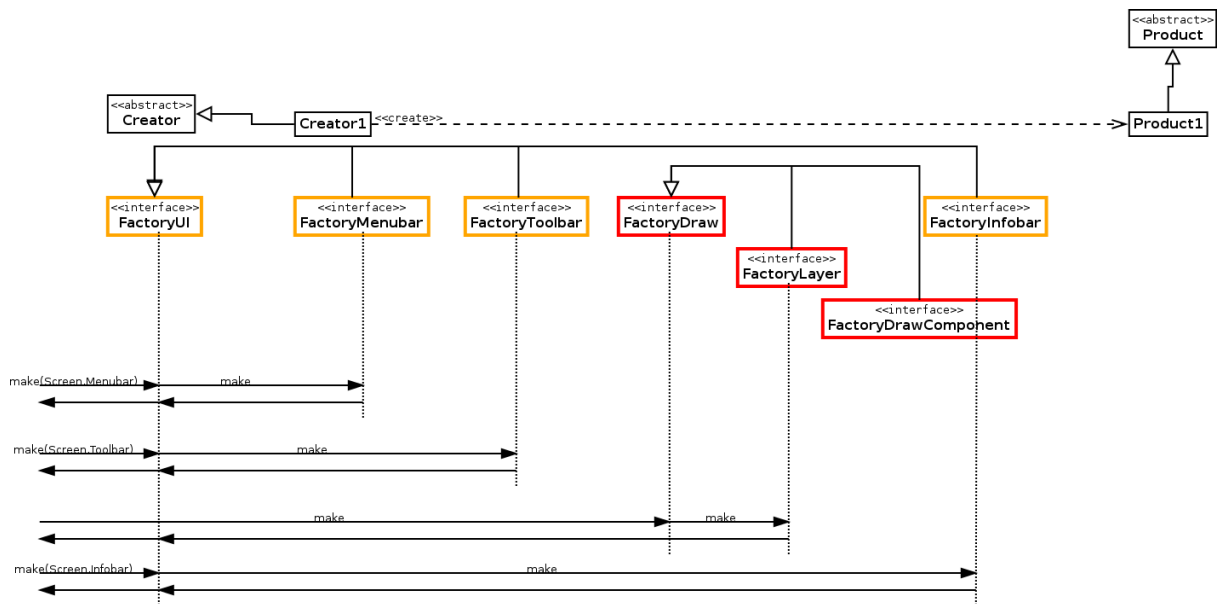 <<abstract>>
Product
<<abstract>>
Creator
Creator1
<<create>>
Product1
<<interface>>
FactoryUI
<<interface>>
FactoryMenubar
<<interface>>
FactoryToolbar
<<interface>>
FactoryDraw
<<interface>>
FactoryInfobar
<<interface>>
FactoryLayer
<<interface>>
FactoryDrawComponent
make(Screen.Menubar)
make
make(Screen.Toolbar)
make
make
make
make(Screen.Infobar)
make